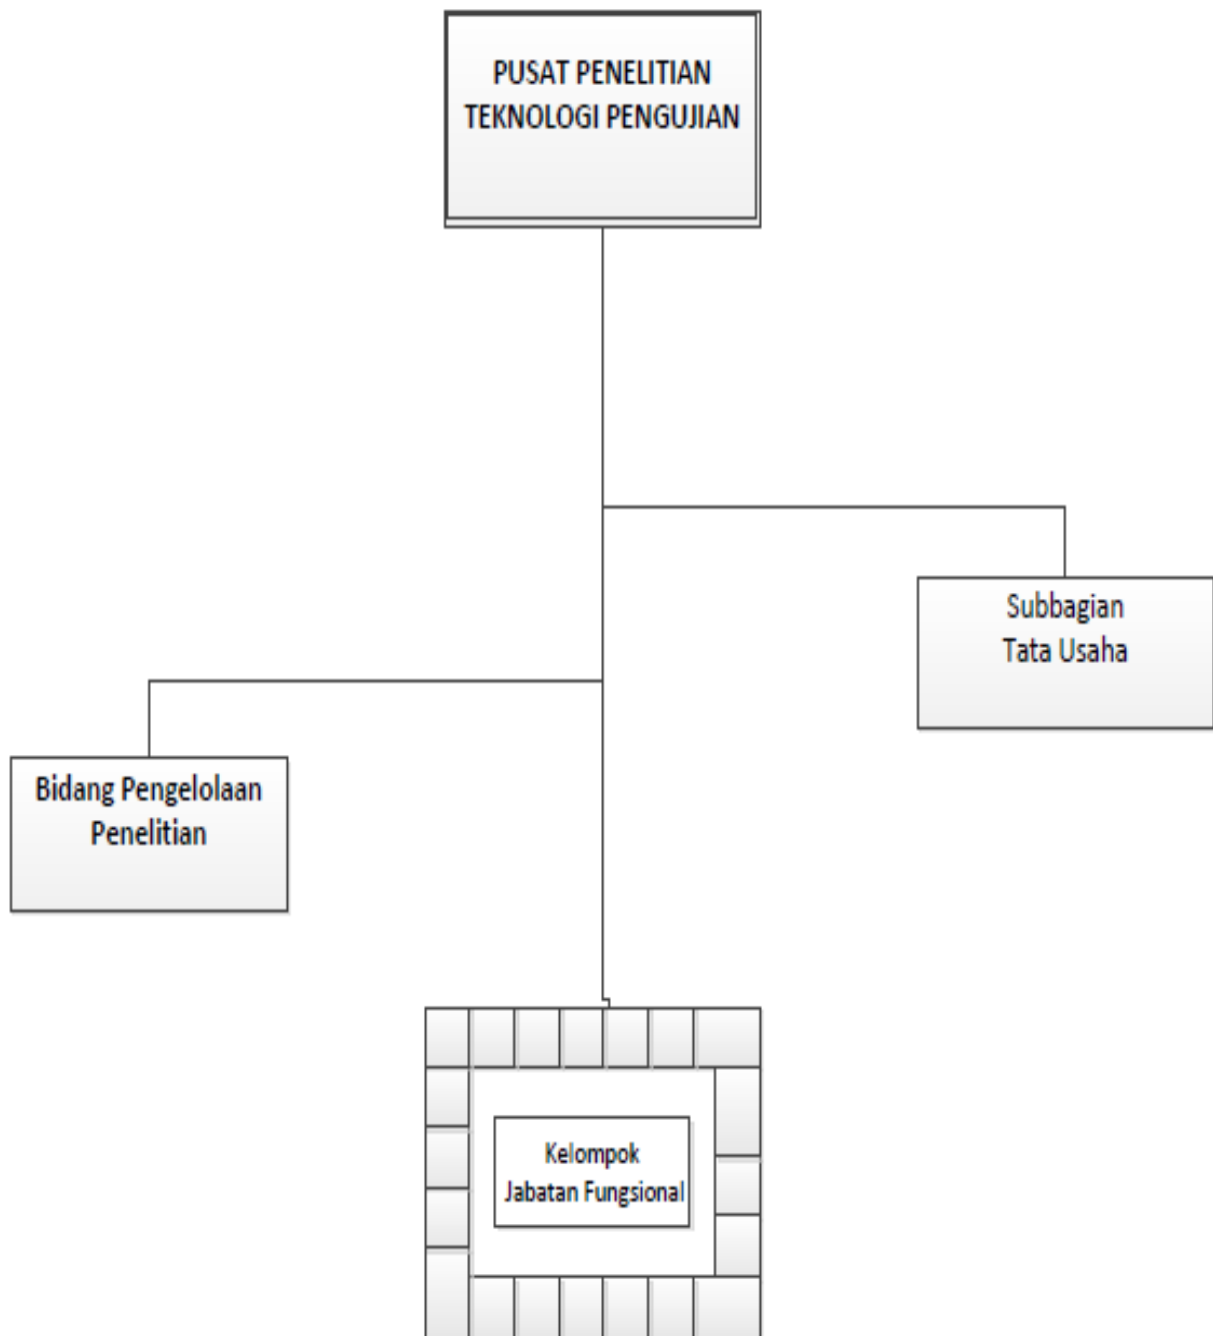 PUSAT PENELITIAN
TEKNOLOGI PENGUJIAN
Subbagian
Tata Usaha
Bidang Pengelolaan
Penelitian
Kelompok
Jabatan Fungsional